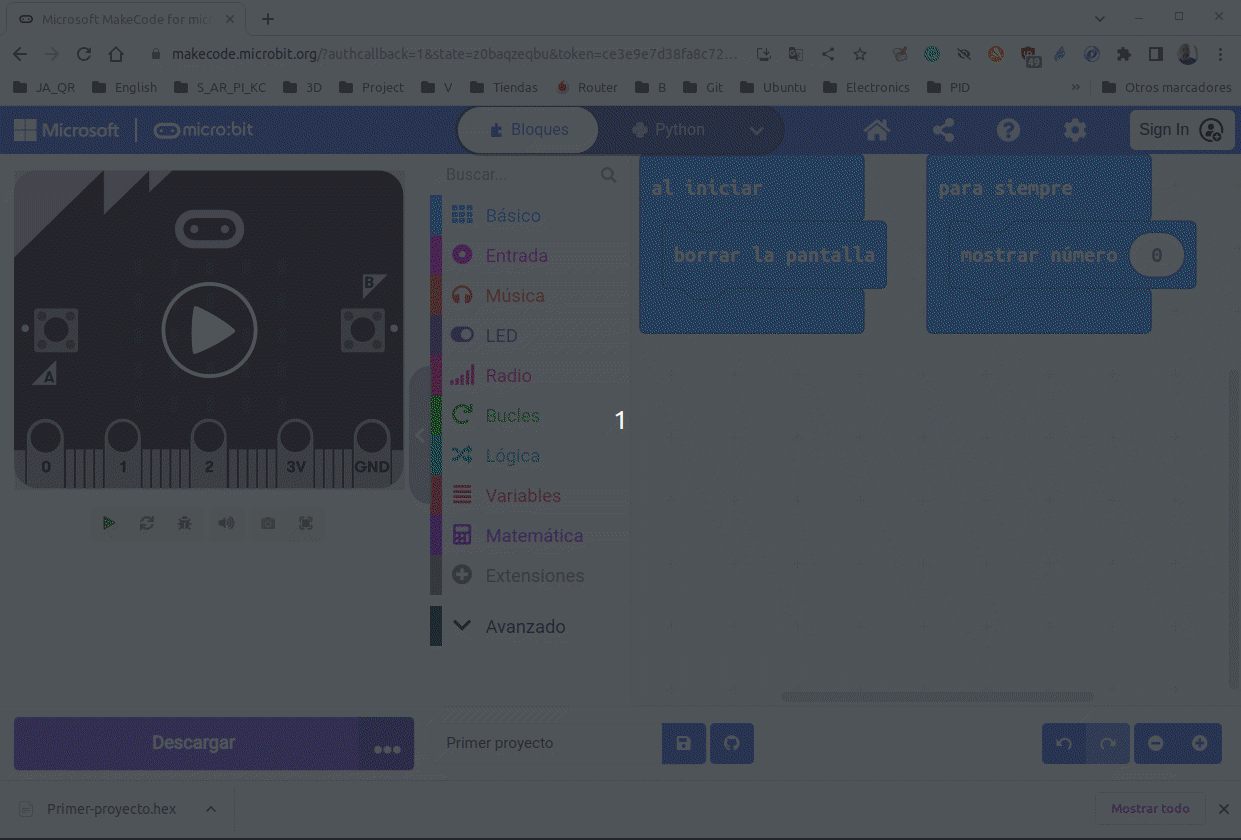 Microsoft MakeCode for mic
makecode.microbit.org/?authcallback=1&state=z0baqzeqbu&token=ce3e9e7d38fa8c72...
49
JA_QR English S_AR_PI_KC 3D Project V Tiendas Router B Git Ubuntu Electronics PID » Otros marcadores
Microsoft | micro:bit Bloques Python Sign In
B
A
0 1 2 3V GND
Buscar...
Básico
Entrada
Música
LED
Radio
Bucles
Lógica
Variables
Matemática
Extensiones
Avanzado
al iniciar
borrar la pantalla
para siempre
mostrar número 0
1
Descargar
Primer proyecto
Primer-proyecto.hex
Mostrar todo